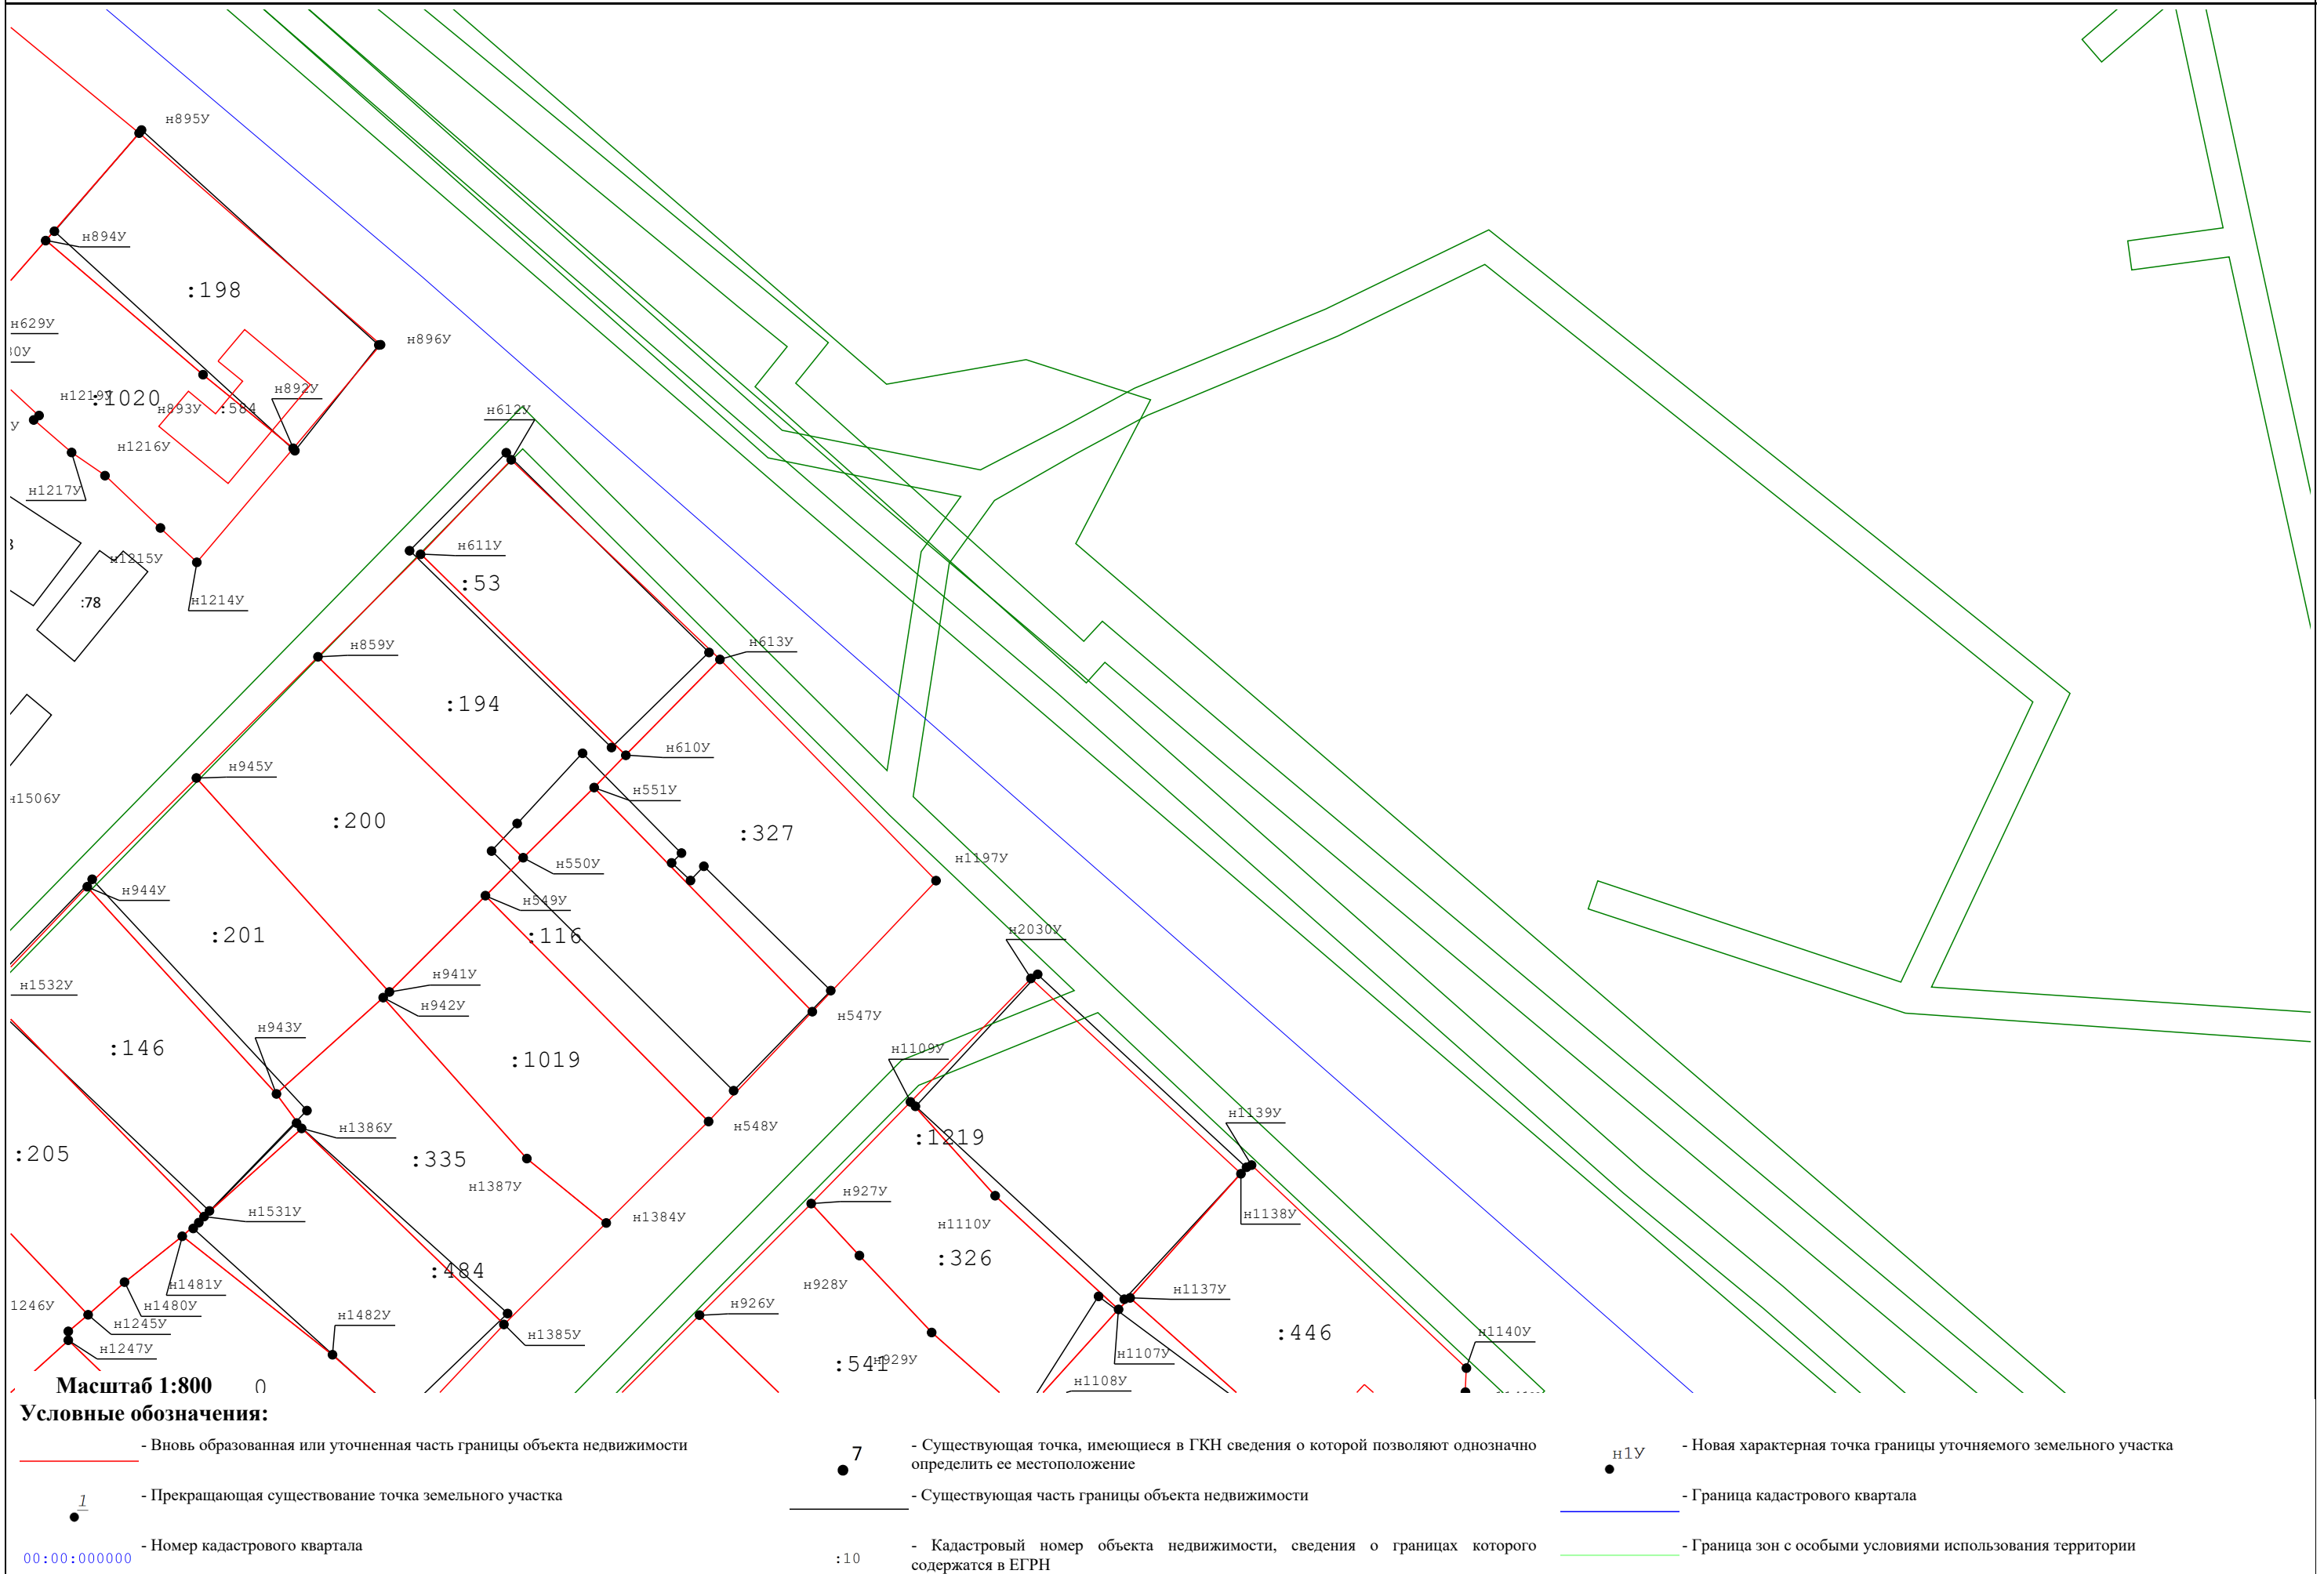 н895У
н894У
:198
н629У
30У
н896У
н1219У
:1020
н893У
:584
н892У
н612У
У
н1216У
н1217У
н611У
н1215У
:53
:78
н1214У
н859У
н613У
:194
н945У
н610У
н1506У
н551У
:200
:327
н550У
н1197У
н944У
н549У
:201
:116
н2030У
н1532У
н941У
н942У
н547У
н943У
:146
:1019
н1109У
н1139У
н1386У
н548У
:1219
:205
:335
н1387У
н927У
н1531У
н1384У
н1110У
н1138У
:326
:484
н928У
н1481У
1246У
н1480У
н1482У
н926У
н1137У
н1245У
н1385У
:446
н1140У
н1247У
:541
н929У
н1107У
н1108У
Масштаб 1:800
0
Условные обозначения:
- Вновь образованная или уточненная часть границы объекта недвижимости
7
- Существующая точка, имеющиеся в ГКН сведения о которой позволяют однозначно
определить ее местоположение
н1У
- Новая характерная точка границы уточняемого земельного участка
1
- Прекращающая существование точка земельного участка
- Существующая часть границы объекта недвижимости
- Граница кадастрового квартала
00:00:000000
- Номер кадастрового квартала
:10
- Кадастровый номер объекта недвижимости, сведения о границах которого
содержатся в ЕГРН
- Граница зон с особыми условиями использования территории